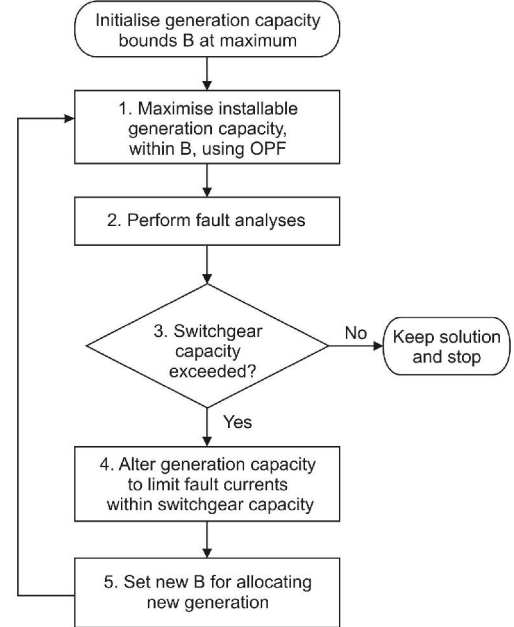 Initialise generation capacity
bounds B at maximum
1. Maximise installable
generation capacity,
within B, using OPF
2. Perform fault analyses
3. Switchgear
capacity
exceeded?
No
Keep solution
and stop
Yes
4. Alter generation capacity
to limit fault currents
within switchgear capacity
5. Set new B for allocating
new generation